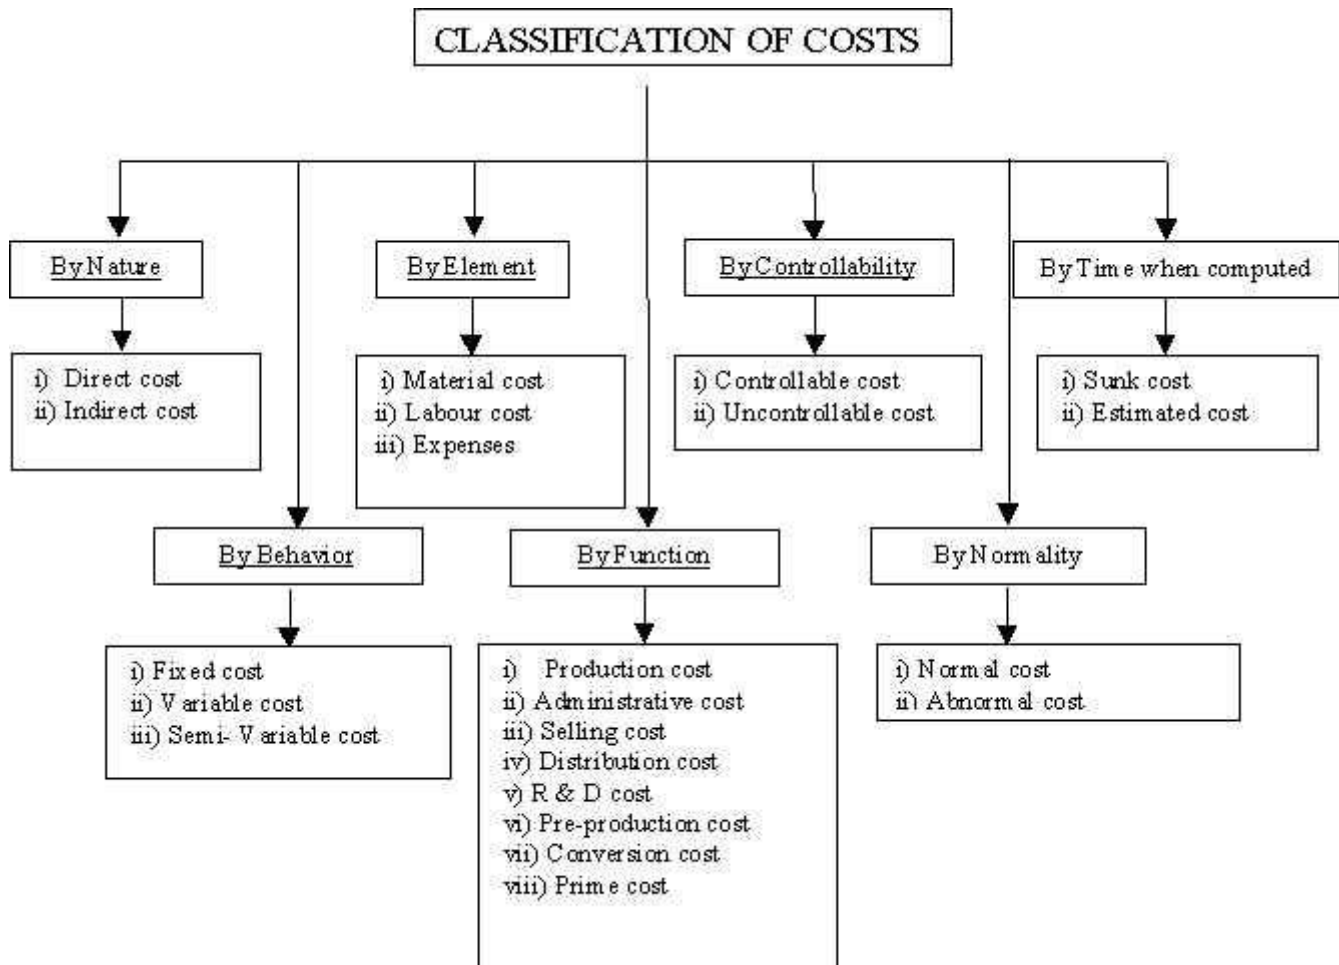 CLASSIFICATION OF COSTS
By Nature
By Element
By Controllability
By Time when computed
i) Direct cost
ii) Indirect cost
i) Material cost
ii) Labour cost
iii) Expenses
i) Controllable cost
ii) Uncontrollable cost
i) Sunk cost
ii) Estimated cost
By Behavior
By Function
By Normality
i) Fixed cost
ii) Variable cost
iii) Semi- Variable cost
i) Production cost
ii) Administrative cost
iii) Selling cost
iv) Distribution cost
v) R & D cost
vi) Pre-production cost
vii) Conversion cost
viii) Prime cost
i) Normal cost
ii) Abnormal cost